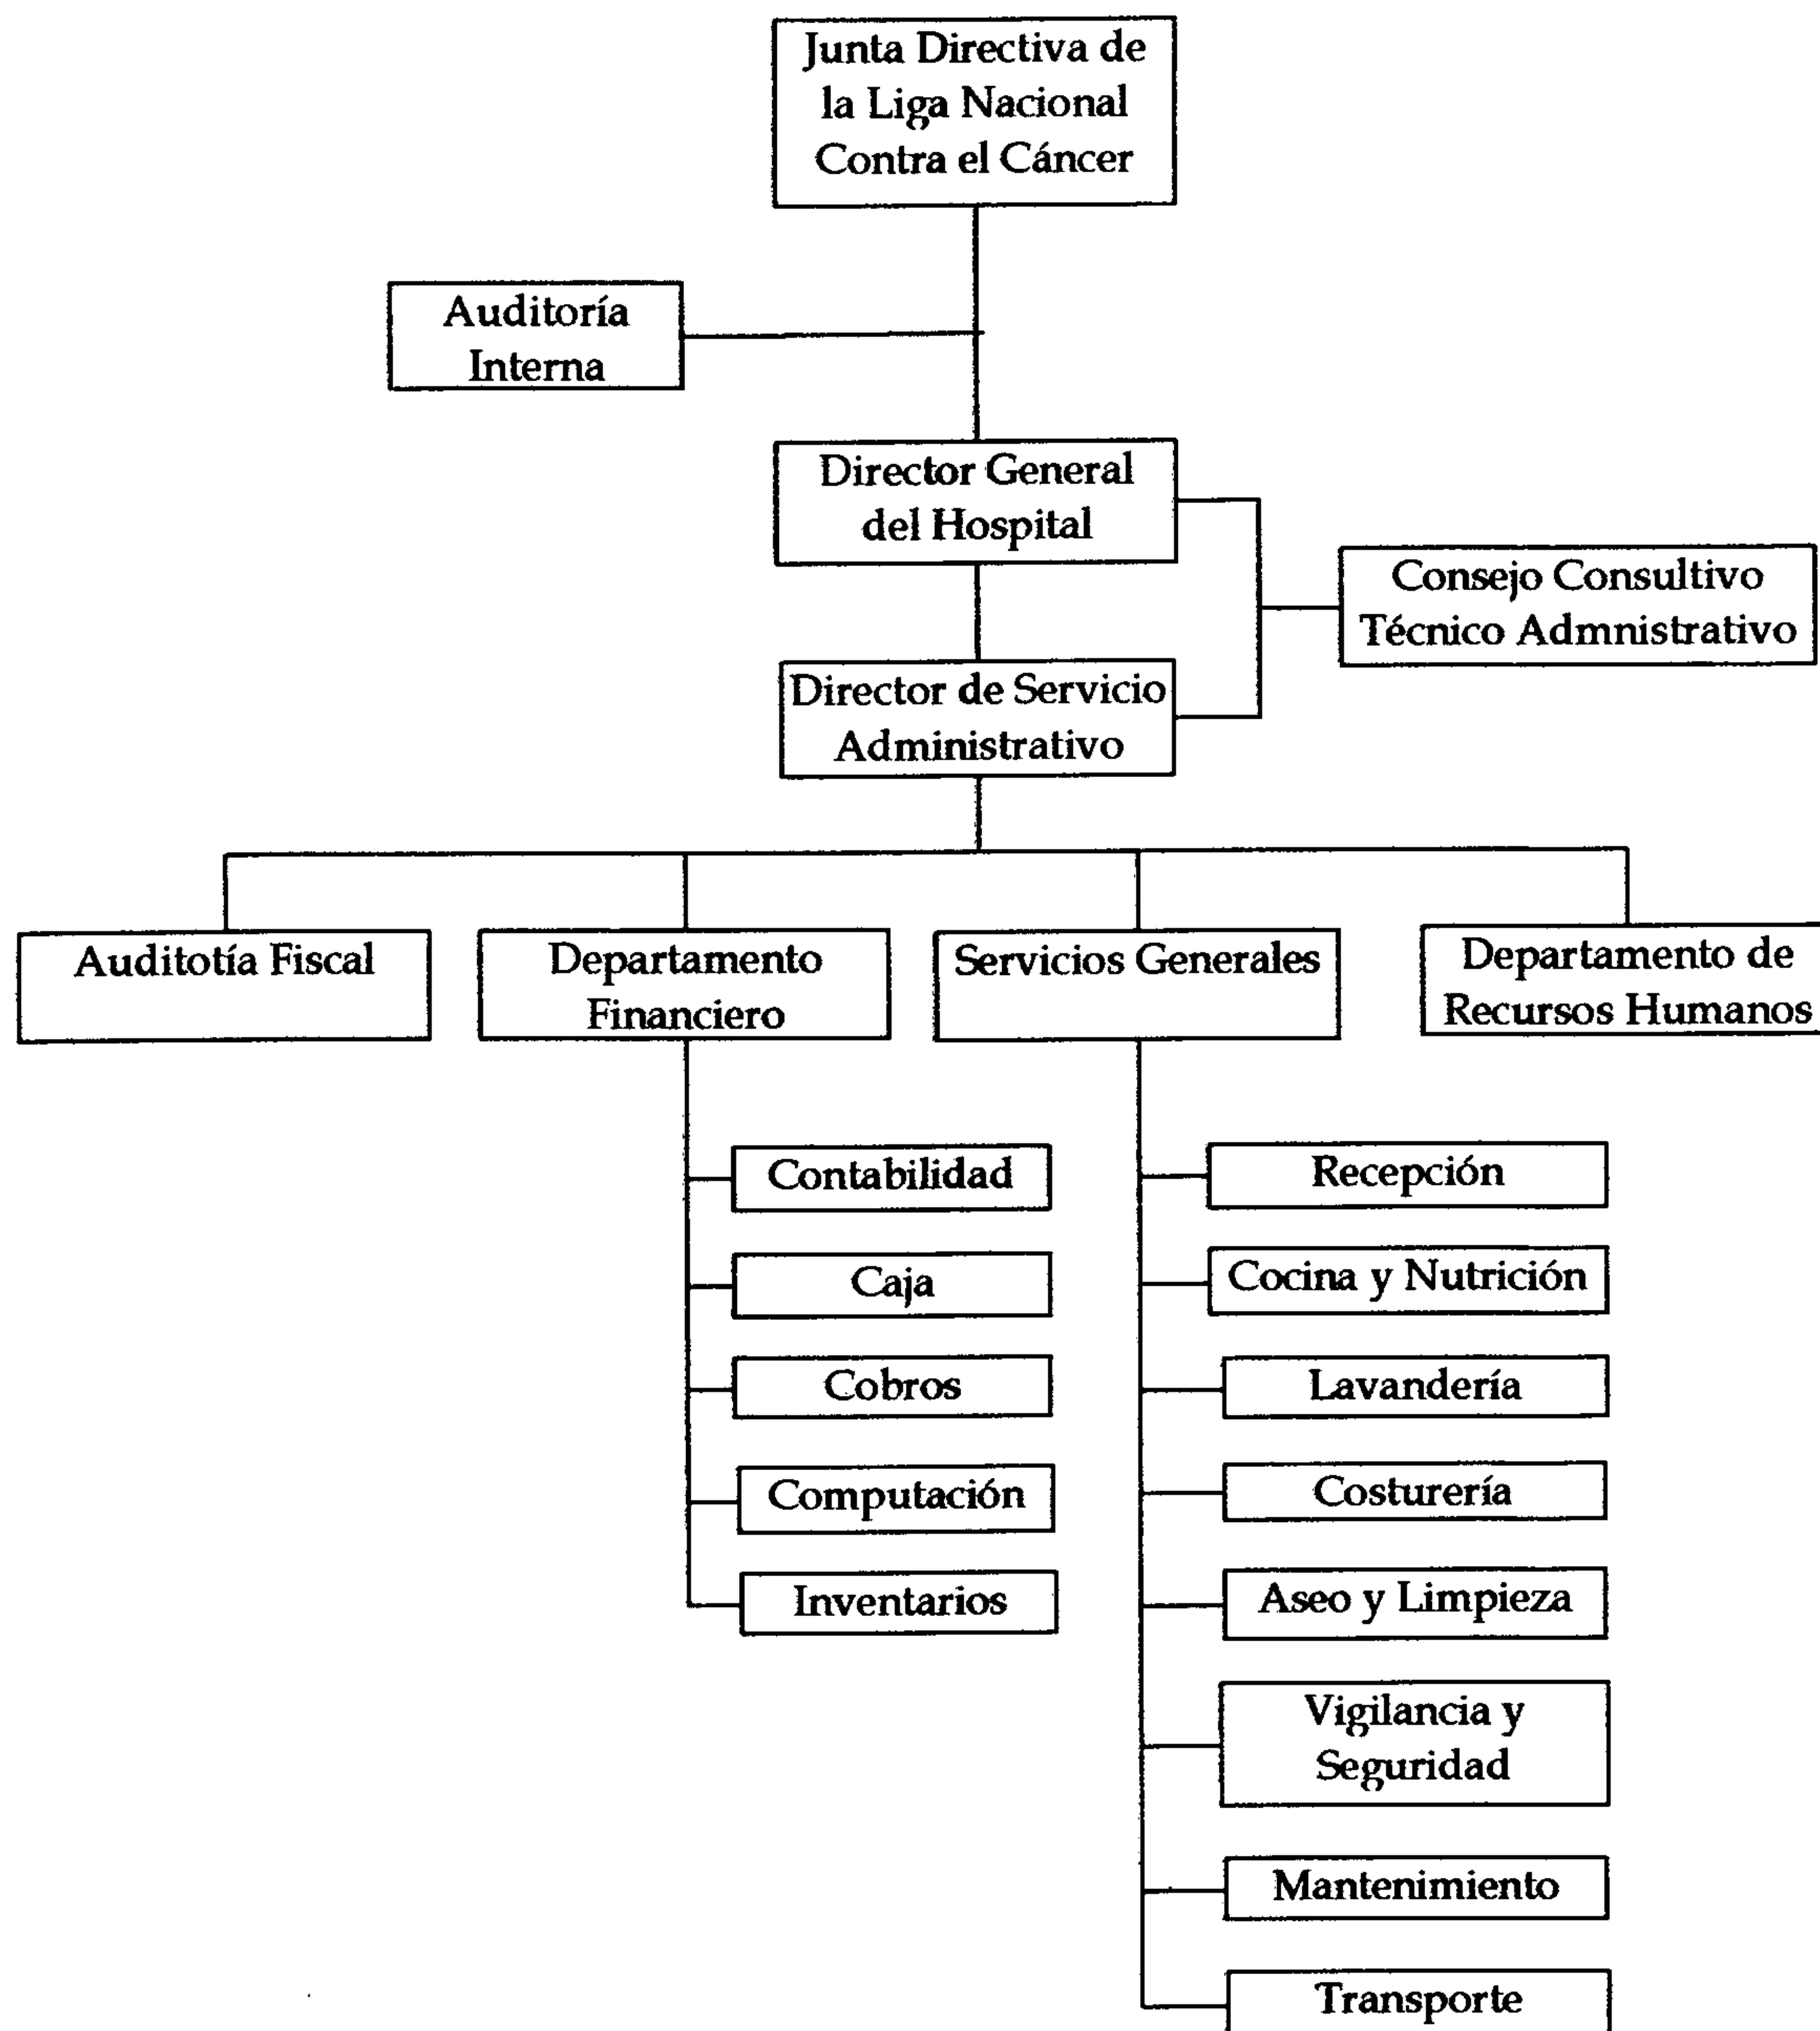 Junta Directiva de
la Liga Nacional
Contra el Cáncer
Auditoría
Interna
Director General
del Hospital
Consejo Consultivo
Técnico Admnistrativo
Director de Servicio
Administrativo
Auditotía Fiscal
Departamento
Financiero
Servicios Generales
Departamento de
Recursos Humanos
Contabilidad
Caja
Cobros
Computación
Inventarios
Recepción
Cocina y Nutrición
Lavandería
Costurería
Aseo y Limpieza
Vigilancia y
Seguridad
Mantenimiento
Transporte